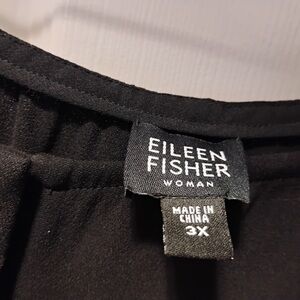 EILEEN
FISHER
WOMAN
MADE IN
CHINA
3X